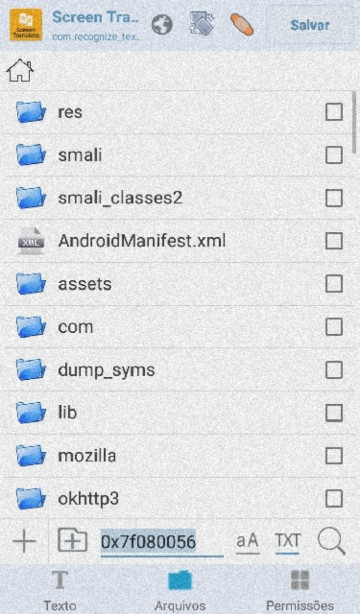 Screen Tra..
Salvar
Screen
Translate
com.recognize_tex..
res
smali
smali_classes2
AndroidManifest.xml
XML
assets
com
dump_syms
lib
mozilla
okhttp3
0x7f080056
aA
TXT
T
Texto
Arquivos
Permissões